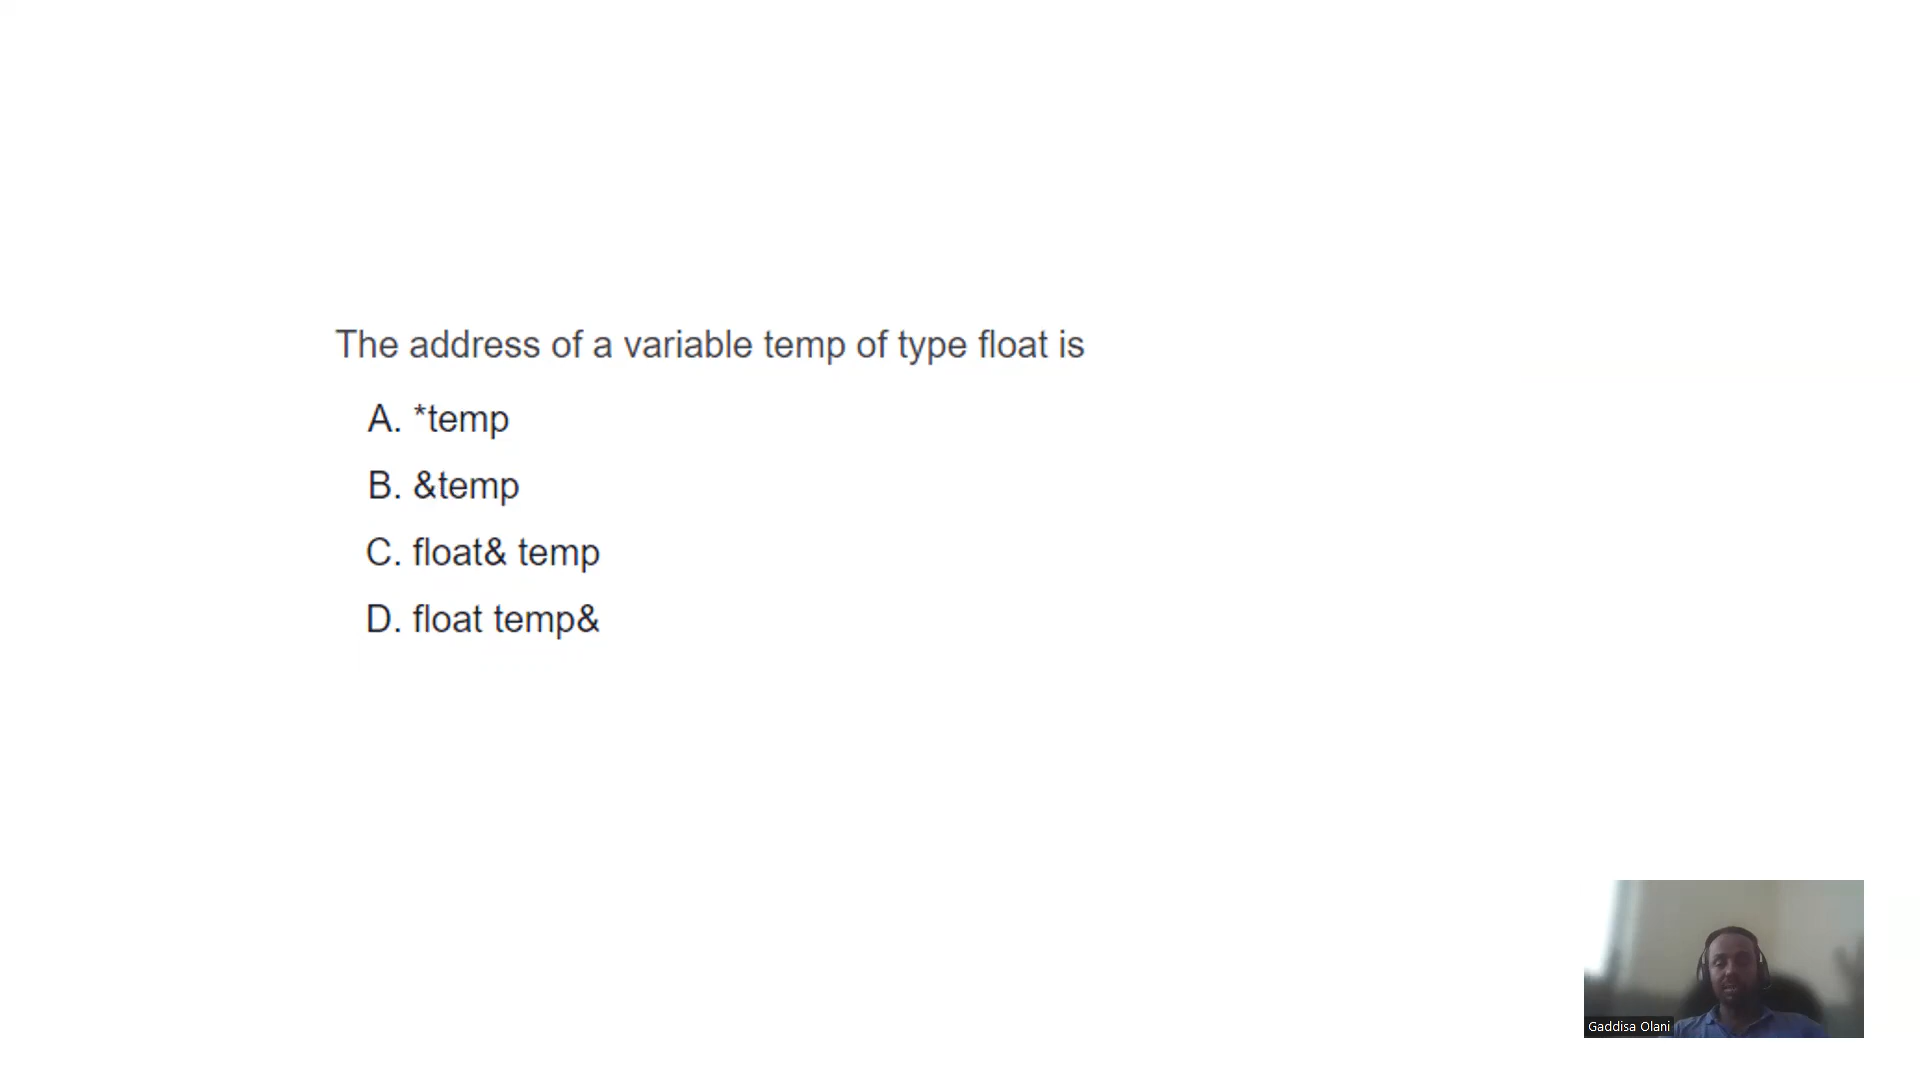 The address of a variable temp of type float is
A. *temp
B. &temp
C. float& temp
D. float temp&
Gaddisa Olani